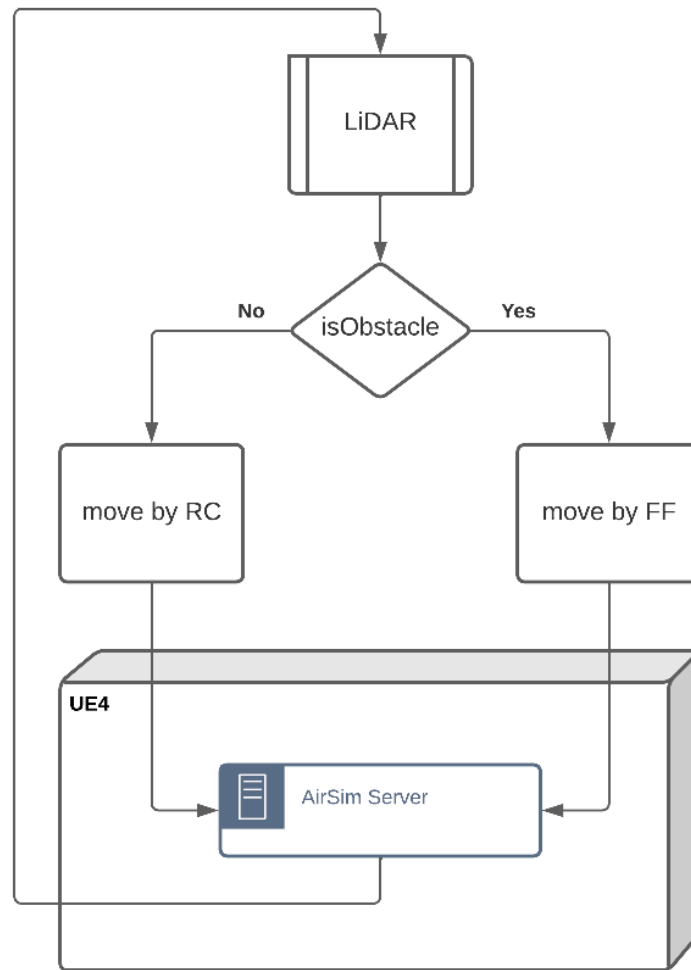 LiDAR
isObstacle
No
Yes
move by RC
move by FF
UE4
AirSim Server